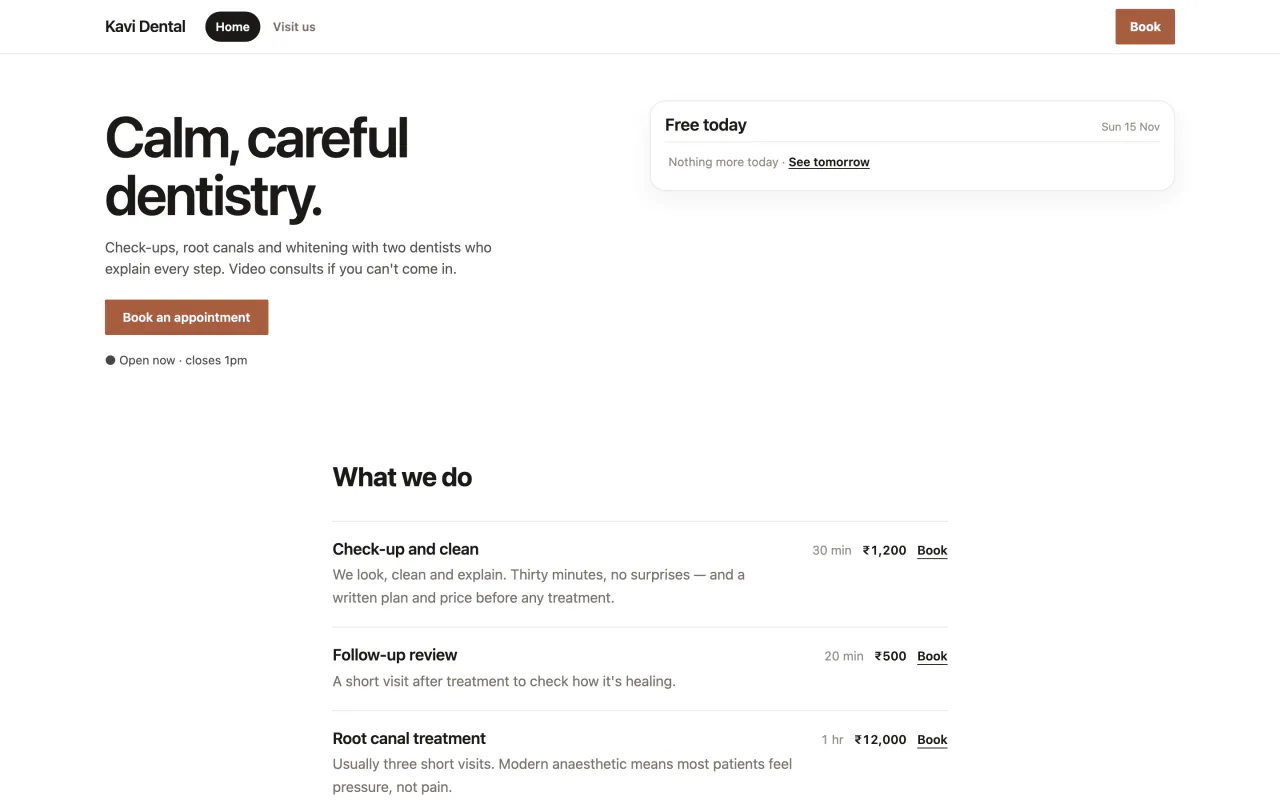 Kavi Dental
Home
Visit us
Book
Calm, careful
dentistry.
Check-ups, root canals and whitening with two dentists who
explain every step. Video consults if you can't come in.
Book an appointment
Open now · closes 1pm
Free today
Sun 15 Nov
Nothing more today · See tomorrow
What we do
Check-up and clean
30 min ₹1,200 Book
We look, clean and explain. Thirty minutes, no surprises — and a
written plan and price before any treatment.
Follow-up review
20 min ₹500 Book
A short visit after treatment to check how it's healing.
Root canal treatment
1 hr ₹12,000 Book
Usually three short visits. Modern anaesthetic means most patients feel
pressure, not pain.